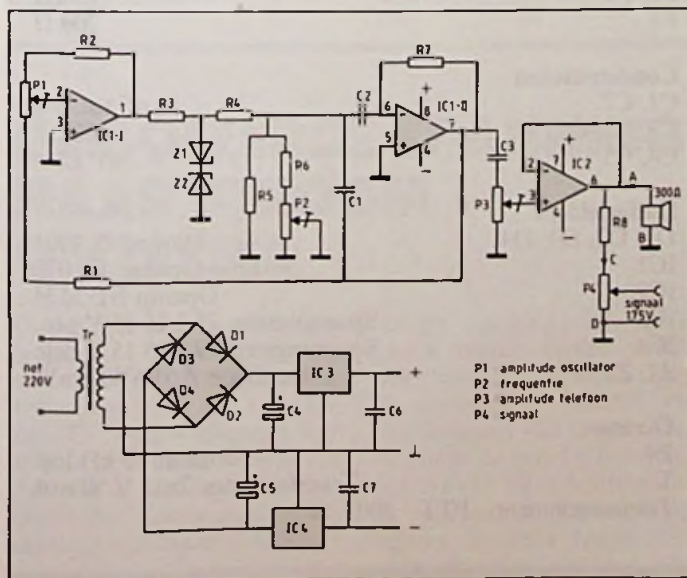 R2
R7
P1
2
3
1
IC1-I
R3
R4
C2
6
5
+
8
4
-
7
IC1-II
C3
Z1
Z2
R5
R6
P2
C1
P3
2
3
+
7
4
-
6
IC2
A
300Ω
B
R8
C
P4
signaal
1.75V
D
R1
net
220V
Tr
D3
D1
D4
D2
IC 3
+
C4
C6
⊥
C5
C7
IC4
-
P1 : amplitude oscillator
P2 : frequentie
P3 : amplitude telefoon
P4 : signaal